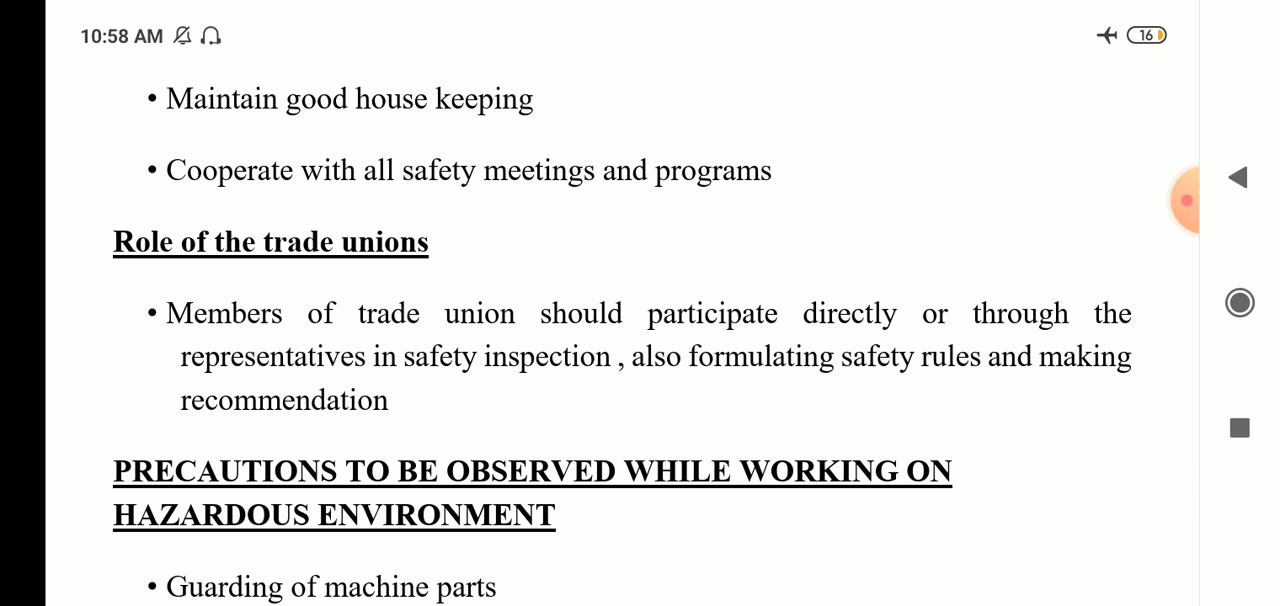 10:58 AM
16
• Maintain good house keeping
• Cooperate with all safety meetings and programs
Role of the trade unions
• Members of trade union should participate directly or through the
representatives in safety inspection , also formulating safety rules and making
recommendation
PRECAUTIONS TO BE OBSERVED WHILE WORKING ON
HAZARDOUS ENVIRONMENT
• Guarding of machine parts